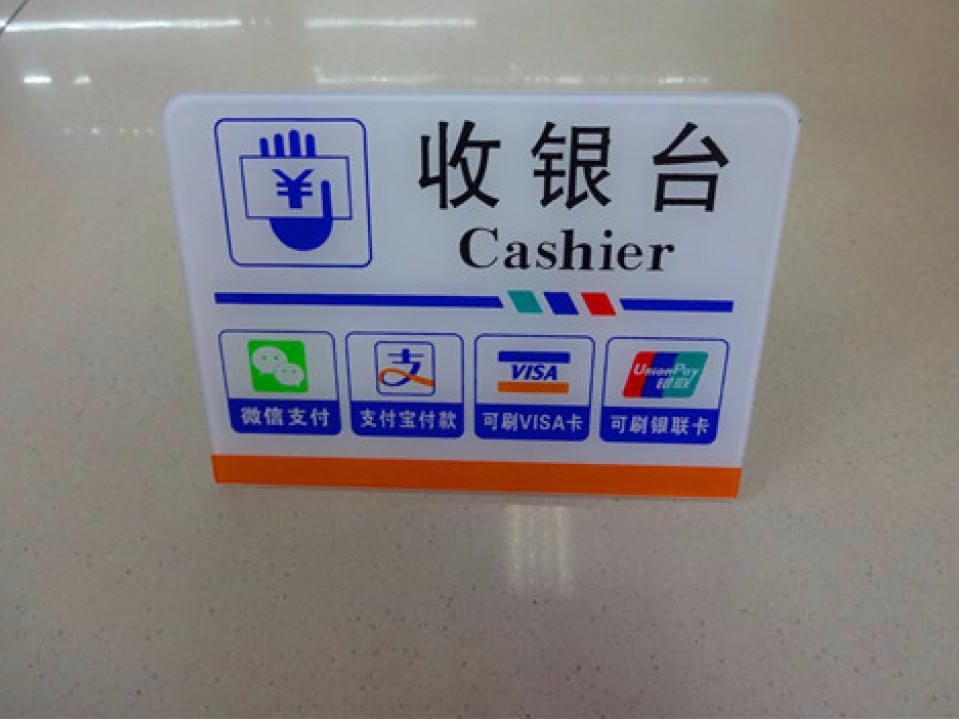 ¥
收银台
Cashier
VISA
UnionPay
银联
微信支付
支付宝付款
可刷VISA卡
可刷银联卡